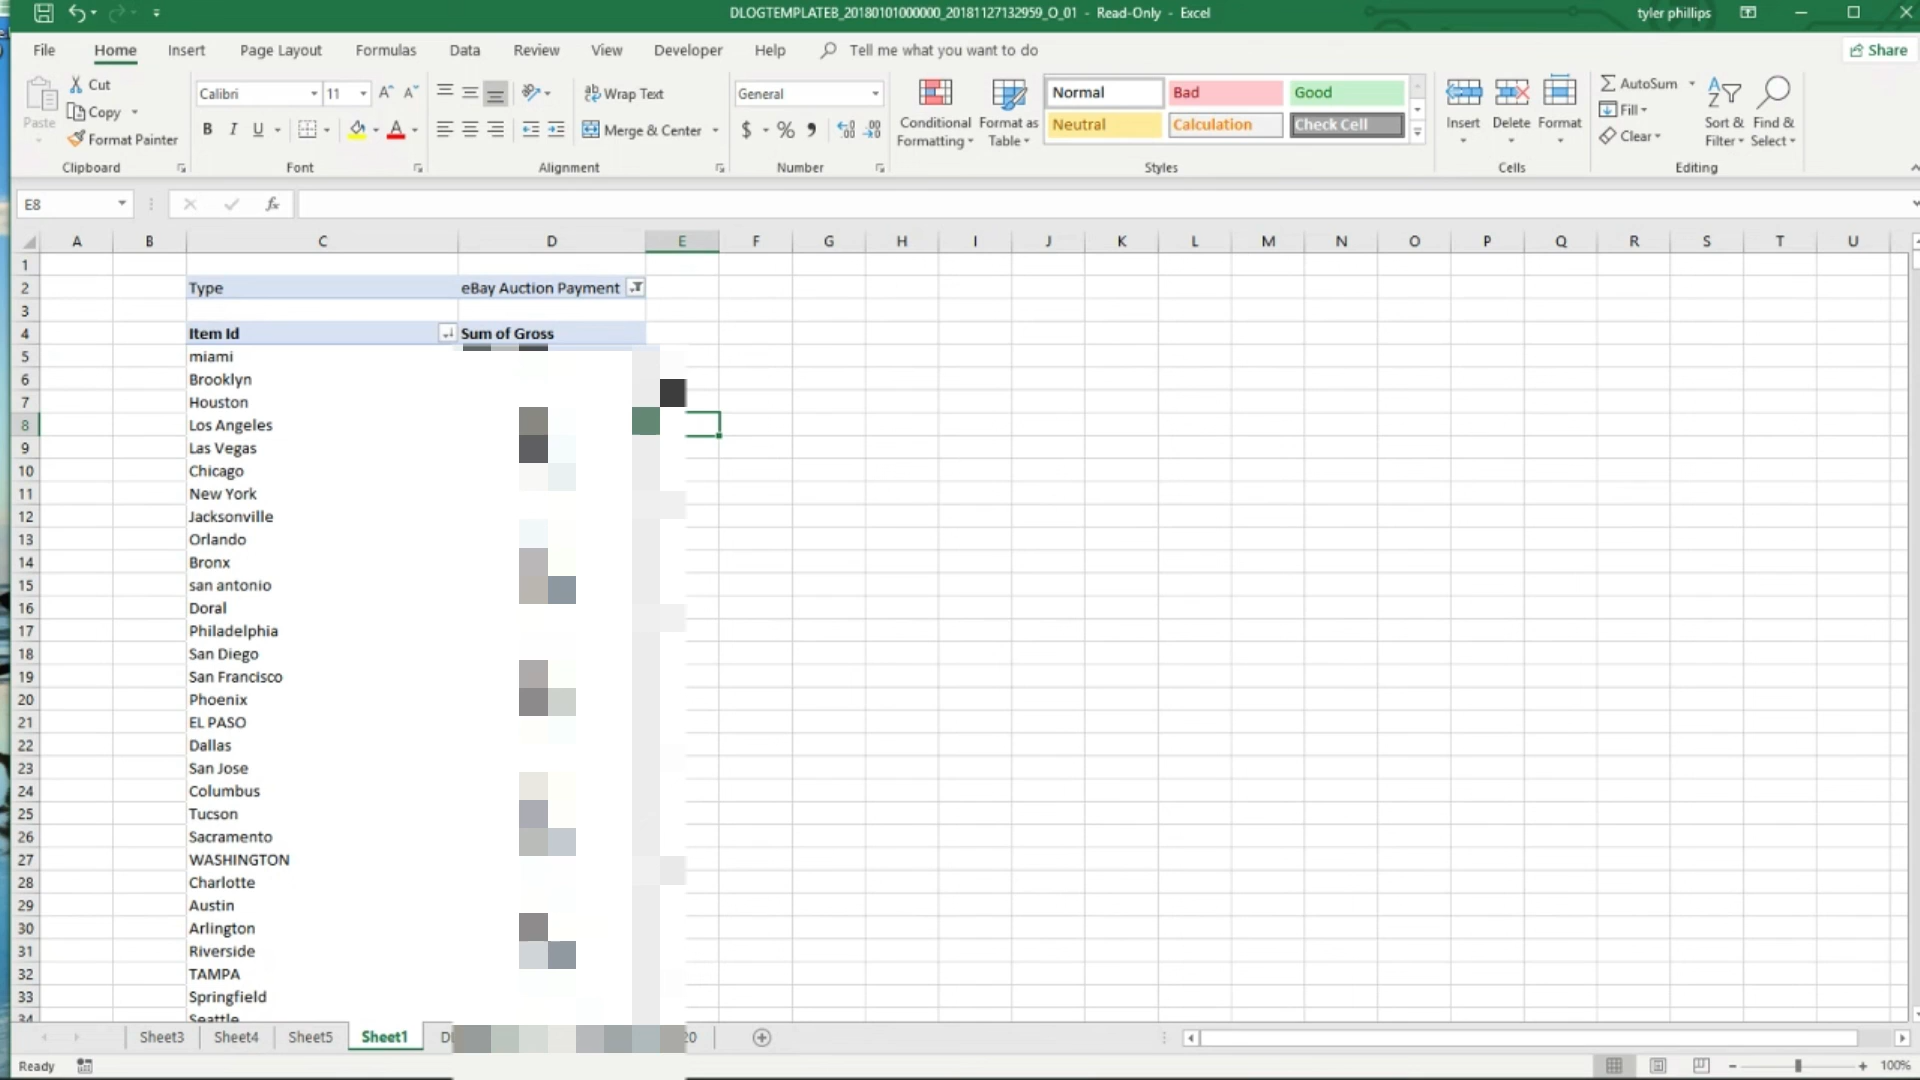 DLOGTEMPLATEB_20180101000000_20181127132959_O_01 - Read-Only - Excel
tyler phillips
File Home Insert Page Layout Formulas Data Review View Developer Help Tell me what you want to do
Share
Paste
Cut
Copy
Format Painter
Clipboard
Calibri 11
B I U
Font
Wrap Text
Merge & Center
Alignment
General
$ %
Number
Conditional Formatting
Format as Table
Normal Bad Good
Neutral Calculation Check Cell
Styles
Insert Delete Format
Cells
AutoSum
Fill
Clear
Sort & Filter
Find & Select
Editing
E8
fx
A B C D E F G H I J K L M N O P Q R S T U
1
2 Type eBay Auction Payment
3
4 Item Id Sum of Gross
5 miami
6 Brooklyn
7 Houston
8 Los Angeles
9 Las Vegas
10 Chicago
11 New York
12 Jacksonville
13 Orlando
14 Bronx
15 san antonio
16 Doral
17 Philadelphia
18 San Diego
19 San Francisco
20 Phoenix
21 EL PASO
22 Dallas
23 San Jose
24 Columbus
25 Tucson
26 Sacramento
27 WASHINGTON
28 Charlotte
29 Austin
30 Arlington
31 Riverside
32 TAMPA
33 Springfield
34 Seattle
Sheet3 Sheet4 Sheet5 Sheet1
Ready
100%